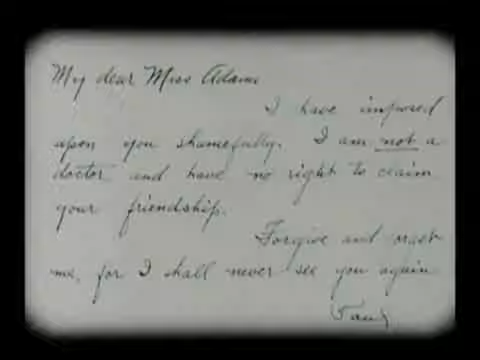 My dear Miss Adams
I have imposed
upon you shamefully. I am not a
doctor and have no right to claim
your friendship.
Forgive and
me, for I shall never see you again